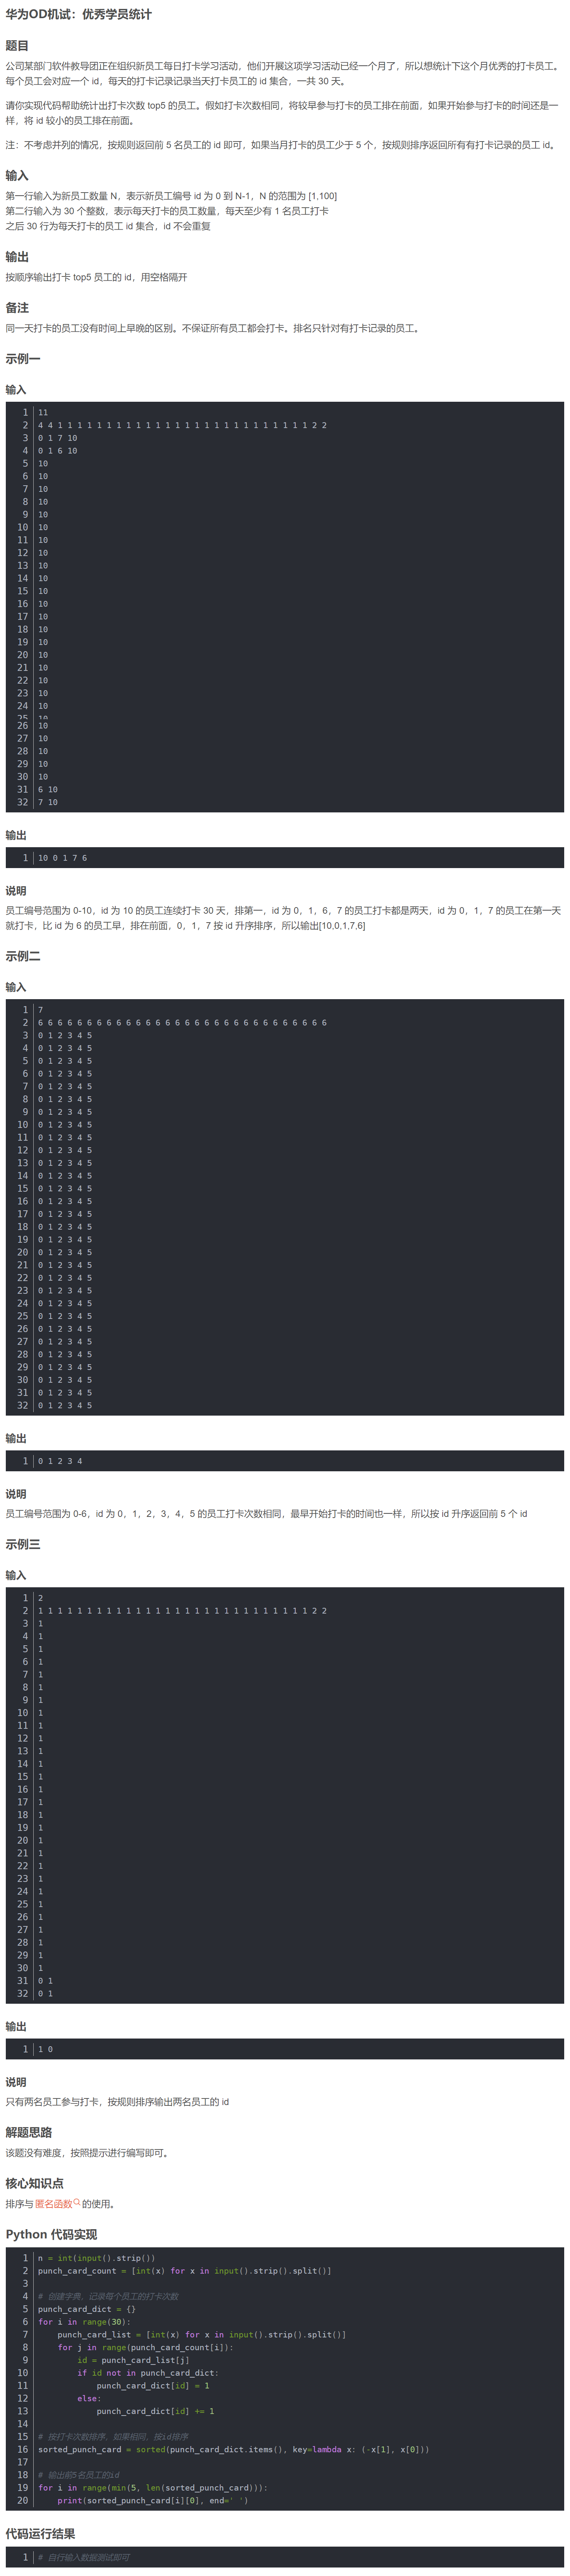 华为OD机试：优秀学员统计
题目
公司某部门软件教导团正在组织新员工每日打卡学习活动，他们开展这项学习活动已经一个月了，所以想统计下这个月优秀的打卡员工。
每个员工会对应一个 id，每天的打卡记录记录当天打卡员工的 id 集合，一共 30 天。
请你实现代码帮助统计出打卡次数 top5 的员工。假如打卡次数相同，将较早参与打卡的员工排在前面，如果开始参与打卡的时间还是一
样，将 id 较小的员工排在前面。
注：不考虑并列的情况，按规则返回前 5 名员工的 id 即可，如果当月打卡的员工少于 5 个，按规则排序返回所有有打卡记录的员工 id。
输入
第一行输入为新员工数量 N，表示新员工编号 id 为 0 到 N-1，N 的范围为 [1,100]
第二行输入为 30 个整数，表示每天打卡的员工数量，每天至少有 1 名员工打卡
之后 30 行为每天打卡的员工 id 集合，id 不会重复
输出
按顺序输出打卡 top5 员工的 id，用空格隔开
备注
同一天打卡的员工没有时间上早晚的区别。不保证所有员工都会打卡。排名只针对有打卡记录的员工。
示例一
输入
1 11
2 4 4 1 1 1 1 1 1 1 1 1 1 1 1 1 1 1 1 1 1 1 1 1 1 1 1 1 1 2 2
3 0 1 7 10
4 0 1 6 10
5 10
6 10
7 10
8 10
9 10
10 10
11 10
12 10
13 10
14 10
15 10
16 10
17 10
18 10
19 10
20 10
21 10
22 10
23 10
24 10
25 10
26 10
27 10
28 10
29 10
30 10
31 6 10
32 7 10
输出
1 10 0 1 7 6
说明
员工编号范围为 0-10，id 为 10 的员工连续打卡 30 天，排第一，id 为 0，1，6，7 的员工打卡都是两天，id 为 0，1，7 的员工在第一天
就打卡，比 id 为 6 的员工早，排在前面，0，1，7 按 id 升序排序，所以输出[10,0,1,7,6]
示例二
输入
1 7
2 6 6 6 6 6 6 6 6 6 6 6 6 6 6 6 6 6 6 6 6 6 6 6 6 6 6 6 6 6 6
3 0 1 2 3 4 5
4 0 1 2 3 4 5
5 0 1 2 3 4 5
6 0 1 2 3 4 5
7 0 1 2 3 4 5
8 0 1 2 3 4 5
9 0 1 2 3 4 5
10 0 1 2 3 4 5
11 0 1 2 3 4 5
12 0 1 2 3 4 5
13 0 1 2 3 4 5
14 0 1 2 3 4 5
15 0 1 2 3 4 5
16 0 1 2 3 4 5
17 0 1 2 3 4 5
18 0 1 2 3 4 5
19 0 1 2 3 4 5
20 0 1 2 3 4 5
21 0 1 2 3 4 5
22 0 1 2 3 4 5
23 0 1 2 3 4 5
24 0 1 2 3 4 5
25 0 1 2 3 4 5
26 0 1 2 3 4 5
27 0 1 2 3 4 5
28 0 1 2 3 4 5
29 0 1 2 3 4 5
30 0 1 2 3 4 5
31 0 1 2 3 4 5
32 0 1 2 3 4 5
输出
1 0 1 2 3 4
说明
员工编号范围为 0-6，id 为 0，1，2，3，4，5 的员工打卡次数相同，最早开始打卡的时间也一样，所以按 id 升序返回前 5 个 id
示例三
输入
1 2
2 1 1 1 1 1 1 1 1 1 1 1 1 1 1 1 1 1 1 1 1 1 1 1 1 1 1 1 1 2 2
3 1
4 1
5 1
6 1
7 1
8 1
9 1
10 1
11 1
12 1
13 1
14 1
15 1
16 1
17 1
18 1
19 1
20 1
21 1
22 1
23 1
24 1
25 1
26 1
27 1
28 1
29 1
30 1
31 0 1
32 0 1
输出
1 1 0
说明
只有两名员工参与打卡，按规则排序输出两名员工的 id
解题思路
该题没有难度，按照提示进行编写即可。
核心知识点
排序与 匿名函数 的使用。
Python 代码实现
1 n = int(input().strip())
2 punch_card_count = [int(x) for x in input().strip().split()]
3
4 # 创建字典，记录每个员工的打卡次数
5 punch_card_dict = {}
6 for i in range(30):
7     punch_card_list = [int(x) for x in input().strip().split()]
8     for j in range(punch_card_count[i]):
9         id = punch_card_list[j]
10         if id not in punch_card_dict:
11             punch_card_dict[id] = 1
12         else:
13             punch_card_dict[id] += 1
14
15 # 按打卡次数排序，如果相同，按id排序
16 sorted_punch_card = sorted(punch_card_dict.items(), key=lambda x: (-x[1], x[0]))
17
18 # 输出前5名员工的id
19 for i in range(min(5, len(sorted_punch_card))):
20     print(sorted_punch_card[i][0], end=' ')
代码运行结果
1 # 自行输入数据测试即可